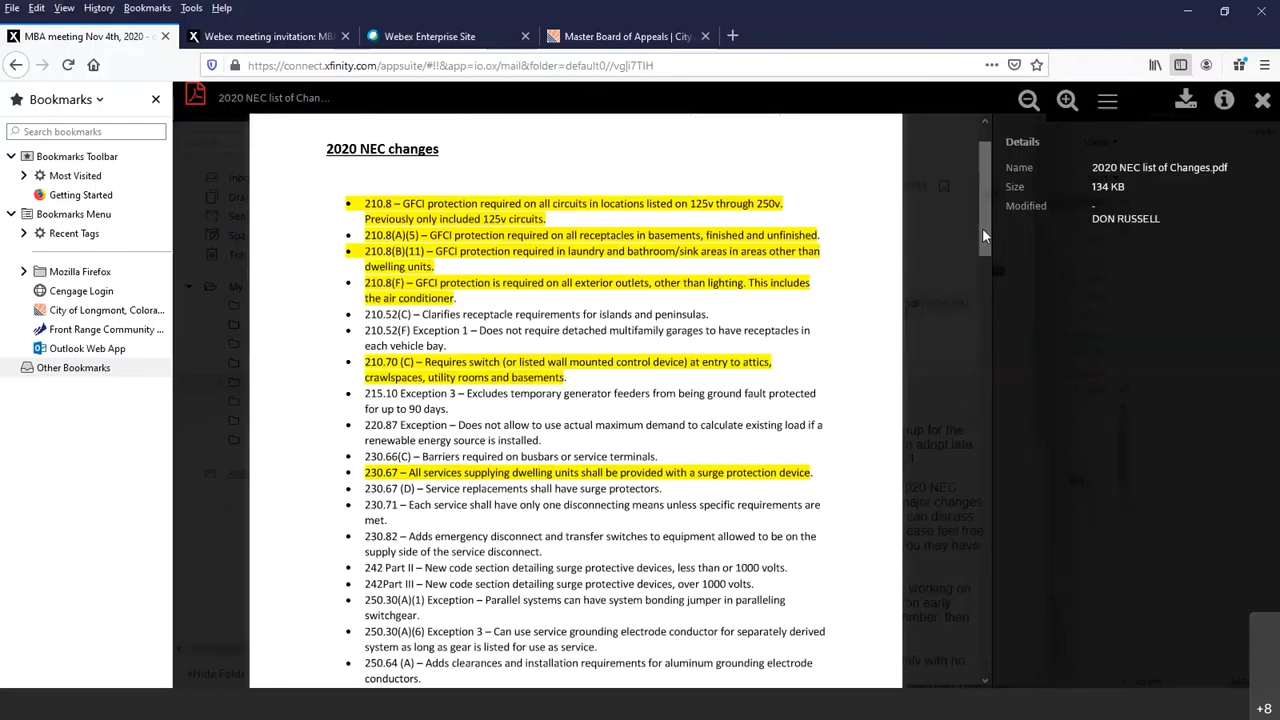 File Edit View History Bookmarks Tools Help
MBA meeting Nov 4th, 2020 -
Webex meeting invitation: MB
Webex Enterprise Site
Master Board of Appeals | City
https://connect.xfinity.com/appsuite/#!!&app=io.ox/mail&folder=default0//vg|i7TIH
Bookmarks
Search bookmarks
Bookmarks Toolbar
Most Visited
Getting Started
Bookmarks Menu
Recent Tags
Mozilla Firefox
Cengage Login
City of Longmont, Colora...
Front Range Community ...
Outlook Web App
Other Bookmarks
2020 NEC list of Chan...
2020 NEC changes
• 210.8 – GFCI protection required on all circuits in locations listed on 125v through 250v.
Previously only included 125v circuits.
• 210.8(A)(5) – GFCI protection required on all receptacles in basements, finished and unfinished.
• 210.8(B)(11) – GFCI protection required in laundry and bathroom/sink areas in areas other than
dwelling units.
• 210.8(F) – GFCI protection is required on all exterior outlets, other than lighting. This includes
the air conditioner.
• 210.52(C) – Clarifies receptacle requirements for islands and peninsulas.
• 210.52(F) Exception 1 – Does not require detached multifamily garages to have receptacles in
each vehicle bay.
• 210.70 (C) – Requires switch (or listed wall mounted control device) at entry to attics,
crawlspaces, utility rooms and basements.
• 215.10 Exception 3 – Excludes temporary generator feeders from being ground fault protected
for up to 90 days.
• 220.87 Exception – Does not allow to use actual maximum demand to calculate existing load if a
renewable energy source is installed.
• 230.66(C) – Barriers required on busbars or service terminals.
• 230.67 – All services supplying dwelling units shall be provided with a surge protection device.
• 230.67 (D) – Service replacements shall have surge protectors.
• 230.71 – Each service shall have only one disconnecting means unless specific requirements are
met.
• 230.82 – Adds emergency disconnect and transfer switches to equipment allowed to be on the
supply side of the service disconnect.
• 242 Part II – New code section detailing surge protective devices, less than or 1000 volts.
• 242Part III – New code section detailing surge protective devices, over 1000 volts.
• 250.30(A)(1) Exception – Parallel systems can have system bonding jumper in paralleling
switchgear.
• 250.30(A)(6) Exception 3 – Can use service grounding electrode conductor for separately derived
system as long as gear is listed for use as service.
• 250.64 (A) – Adds clearances and installation requirements for aluminum grounding electrode
conductors.
Details
Name 2020 NEC list of Changes.pdf
Size 134 KB
Modified -
DON RUSSELL
<Hide Folder
+8